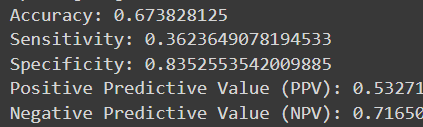 Accuracy: 0.673828125
Sensitivity: 0.3623649078194533
Specificity: 0.8352553542009885
Positive Predictive Value (PPV): 0.53271
Negative Predictive Value (NPV): 0.71650